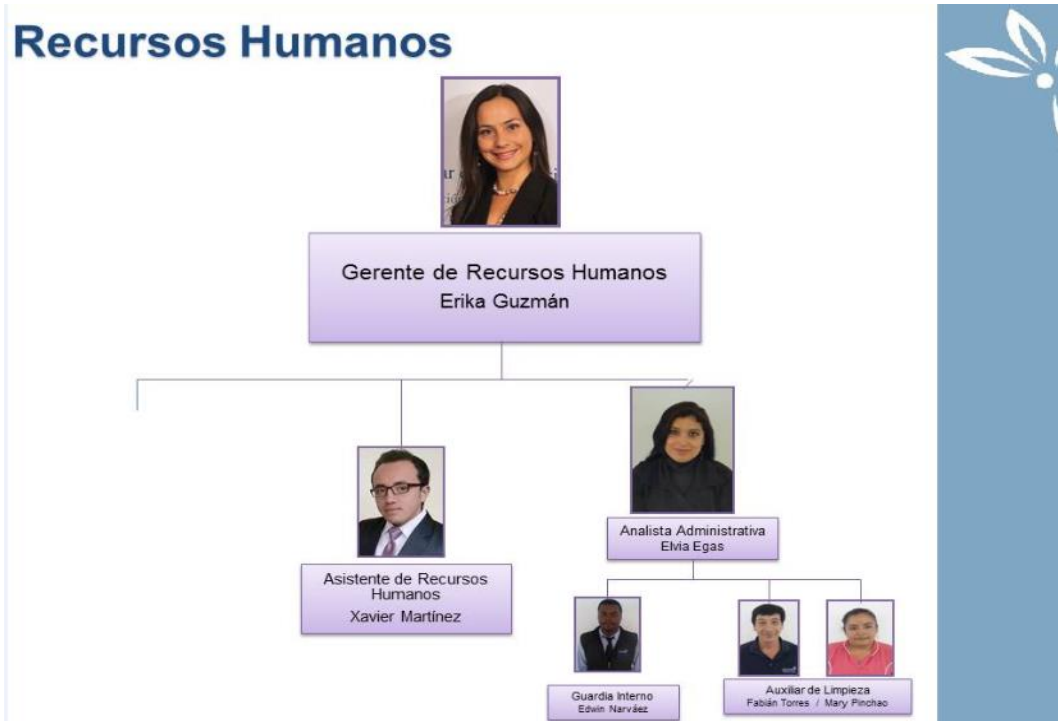 Recursos Humanos
Gerente de Recursos Humanos
Erika Guzmán
Analista Administrativa
Elvia Egas
Asistente de Recursos
Humanos
Xavier Martínez
Guardia Interno
Edwin Narváez
Auxiliar de Limpieza
Fabián Torres / Mary Pinchao